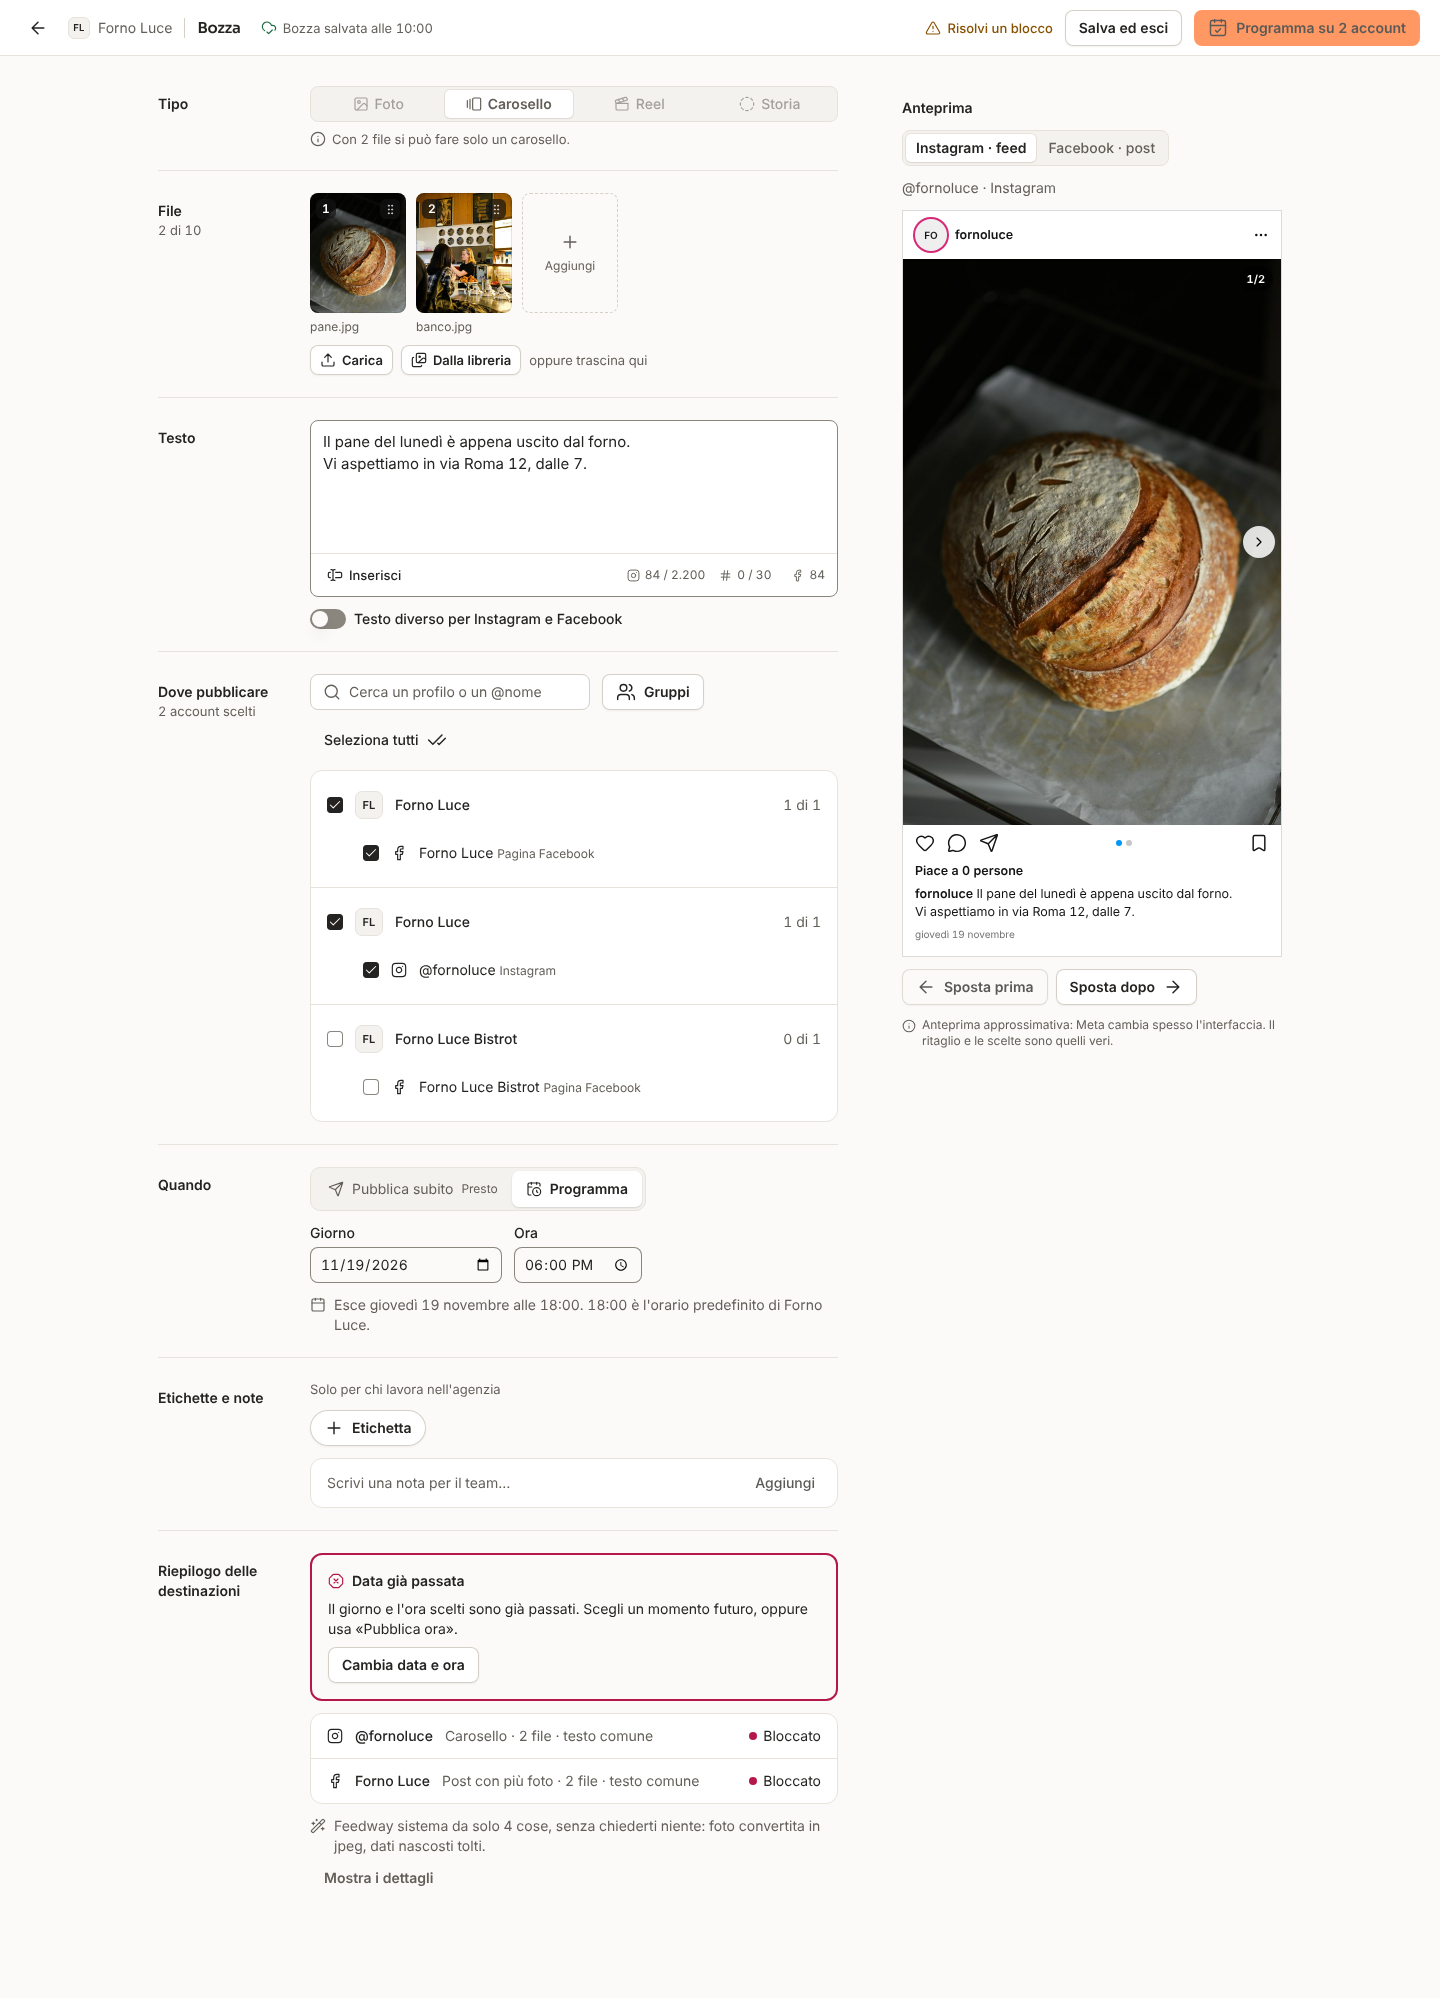 FL Forno Luce Bozza Bozza salvata alle 10:00 Risolvi un blocco Salva ed esci Programma su 2 account
Tipo
Foto Carosello Reel Storia
Con 2 file si può fare solo un carosello.
File
2 di 10
1 2
Aggiungi
pane.jpg banco.jpg
Carica Dalla libreria oppure trascina qui
Testo
Il pane del lunedì è appena uscito dal forno.
Vi aspettiamo in via Roma 12, dalle 7.
Inserisci 84 / 2.200 0 / 30 84
Testo diverso per Instagram e Facebook
Dove pubblicare
2 account scelti
Cerca un profilo o un @nome Gruppi
Seleziona tutti
FL Forno Luce 1 di 1
Forno Luce Pagina Facebook
FL Forno Luce 1 di 1
@fornoluce Instagram
FL Forno Luce Bistrot 0 di 1
Forno Luce Bistrot Pagina Facebook
Quando
Pubblica subito Presto Programma
Giorno Ora
11/19/2026 06:00 PM
Esce giovedì 19 novembre alle 18:00. 18:00 è l'orario predefinito di Forno
Luce.
Etichette e note
Solo per chi lavora nell'agenzia
Etichetta
Scrivi una nota per il team... Aggiungi
Riepilogo delle
destinazioni
Data già passata
Il giorno e l'ora scelti sono già passati. Scegli un momento futuro, oppure
usa «Pubblica ora».
Cambia data e ora
@fornoluce Carosello · 2 file · testo comune Bloccato
Forno Luce Post con più foto · 2 file · testo comune Bloccato
Feedway sistema da solo 4 cose, senza chiederti niente: foto convertita in
jpeg, dati nascosti tolti.
Mostra i dettagli
Anteprima
Instagram · feed Facebook · post
@fornoluce · Instagram
FO fornoluce
1/2
Piace a 0 persone
fornoluce Il pane del lunedì è appena uscito dal forno.
Vi aspettiamo in via Roma 12, dalle 7.
giovedì 19 novembre
Sposta prima Sposta dopo
Anteprima approssimativa: Meta cambia spesso l'interfaccia. Il
ritaglio e le scelte sono quelli veri.